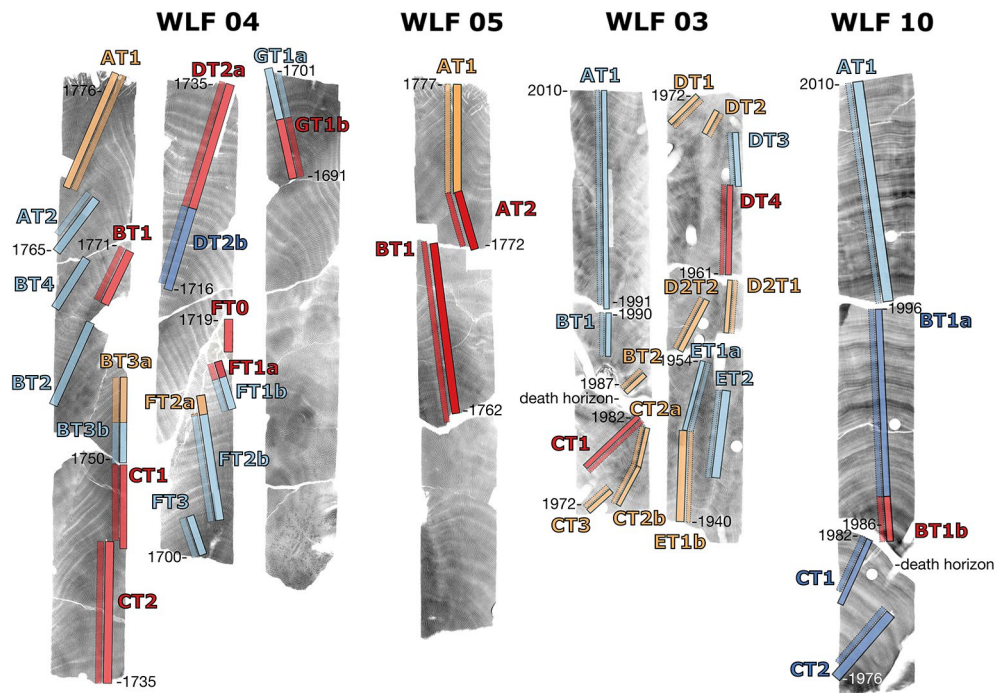 WLF 04
WLF 05
WLF 03
WLF 10
AT1
1776-
AT2
1765-
1771-
BT1
BT4
BT2
BT3a
BT3b
1750-
CT1
CT2
-1735
1735-
DT2a
DT2b
-1716
1719-
FT0
FT1a
FT1b
FT2a
FT2b
FT3
1700-
GT1a
-1701
GT1b
-1691
AT1
1777-
AT2
-1772
BT1
-1762
AT1
2010-
-1991
-1990
BT1
BT2
1987-
death horizon-
1982-
CT1
CT2a
1972-
CT3
CT2b
DT1
1972-
DT2
DT3
DT4
1961-
D2T2
D2T1
1954-
ET1a
ET2
-1940
ET1b
AT1
2010-
-1996
BT1a
1986-
BT1b
1982-
-death horizon
CT1
CT2
-1976